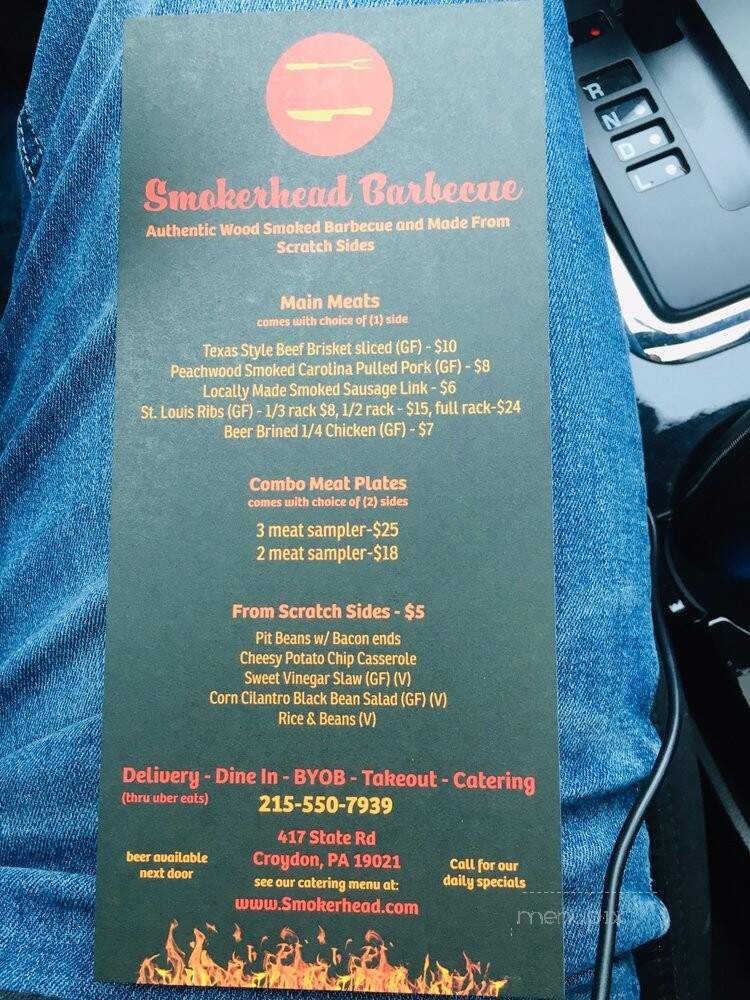 R
N
D
L
Smokerhead Barbecue
Authentic Wood Smoked Barbecue and Made From
Scratch Sides
Main Meats
comes with choice of (1) side
Texas Style Beef Brisket sliced (GF) - $10
Peachwood Smoked Carolina Pulled Pork (GF) - $8
Locally Made Smoked Sausage Link - $6
St. Louis Ribs (GF) - 1/3 rack $8, 1/2 rack - $15, full rack-$24
Beer Brined 1/4 Chicken (GF) - $7
Combo Meat Plates
comes with choice of (2) sides
3 meat sampler-$25
2 meat sampler-$18
From Scratch Sides - $5
Pit Beans w/ Bacon ends
Cheesy Potato Chip Casserole
Sweet Vinegar Slaw (GF) (V)
Corn Cilantro Black Bean Salad (GF) (V)
Rice & Beans (V)
Delivery - Dine In - BYOB - Takeout - Catering
(thru uber eats)
215-550-7939
417 State Rd
Croydon, PA 19021
beer available
next door
Call for our
daily specials
see our catering menu at:
www.Smokerhead.com
menupix